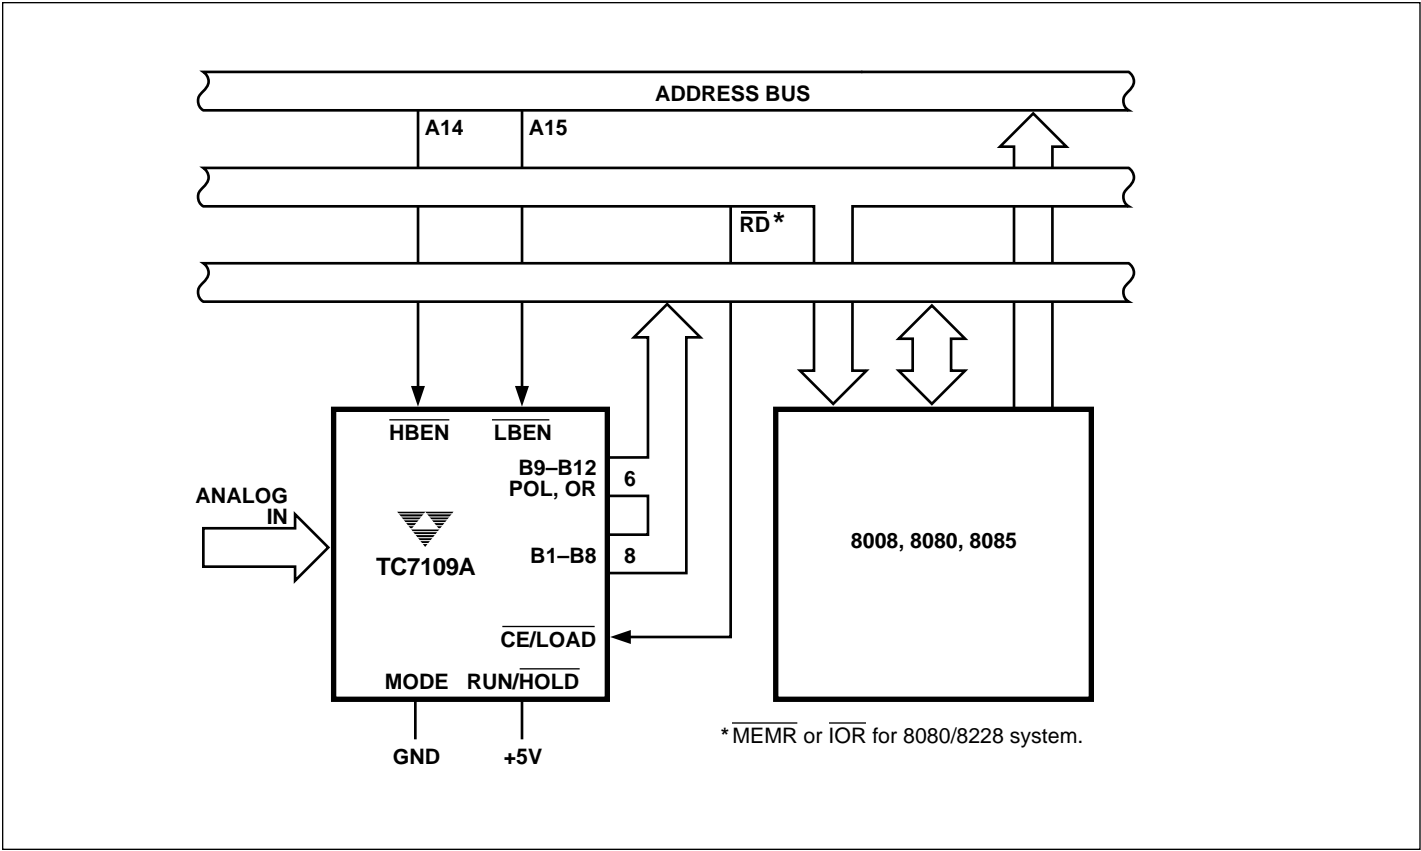 ADDRESS BUS
A14
A15
RD*
HBEN
LBEN
B9–B12
POL, OR
6
ANALOG
IN
TC7109A
B1–B8
8
8008, 8080, 8085
CE/LOAD
MODE
RUN/HOLD
GND
+5V
*MEMR or IOR for 8080/8228 system.